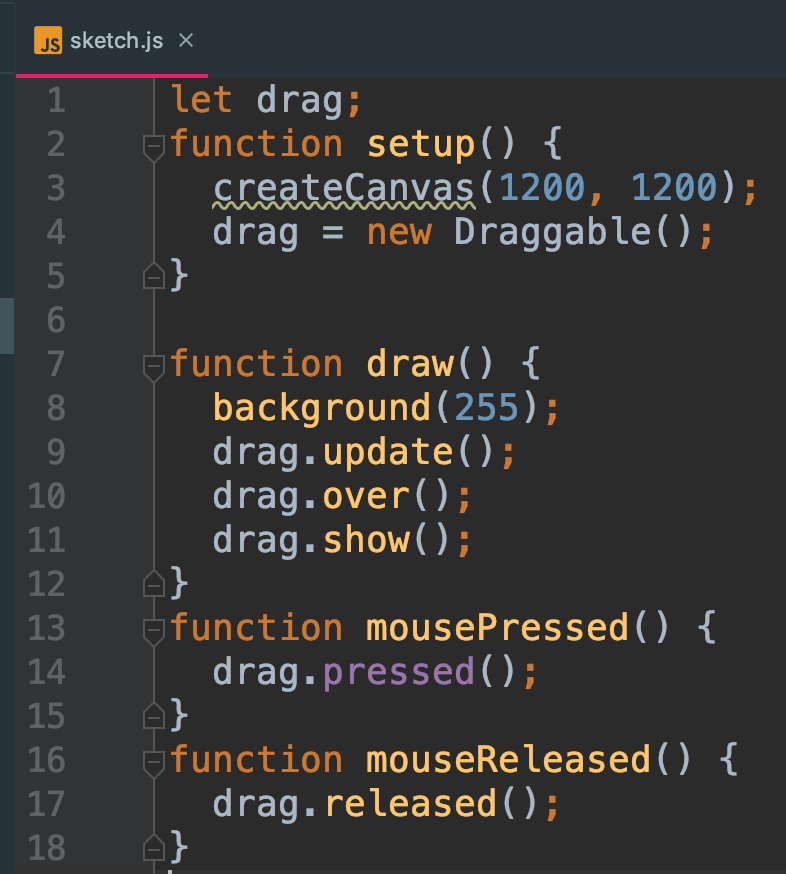 JS sketch.js ×
1 let drag;
2 function setup() {
3   createCanvas(1200, 1200);
4   drag = new Draggable();
5 }
6
7 function draw() {
8   background(255);
9   drag.update();
10   drag.over();
11   drag.show();
12 }
13 function mousePressed() {
14   drag.pressed();
15 }
16 function mouseReleased() {
17   drag.released();
18 }